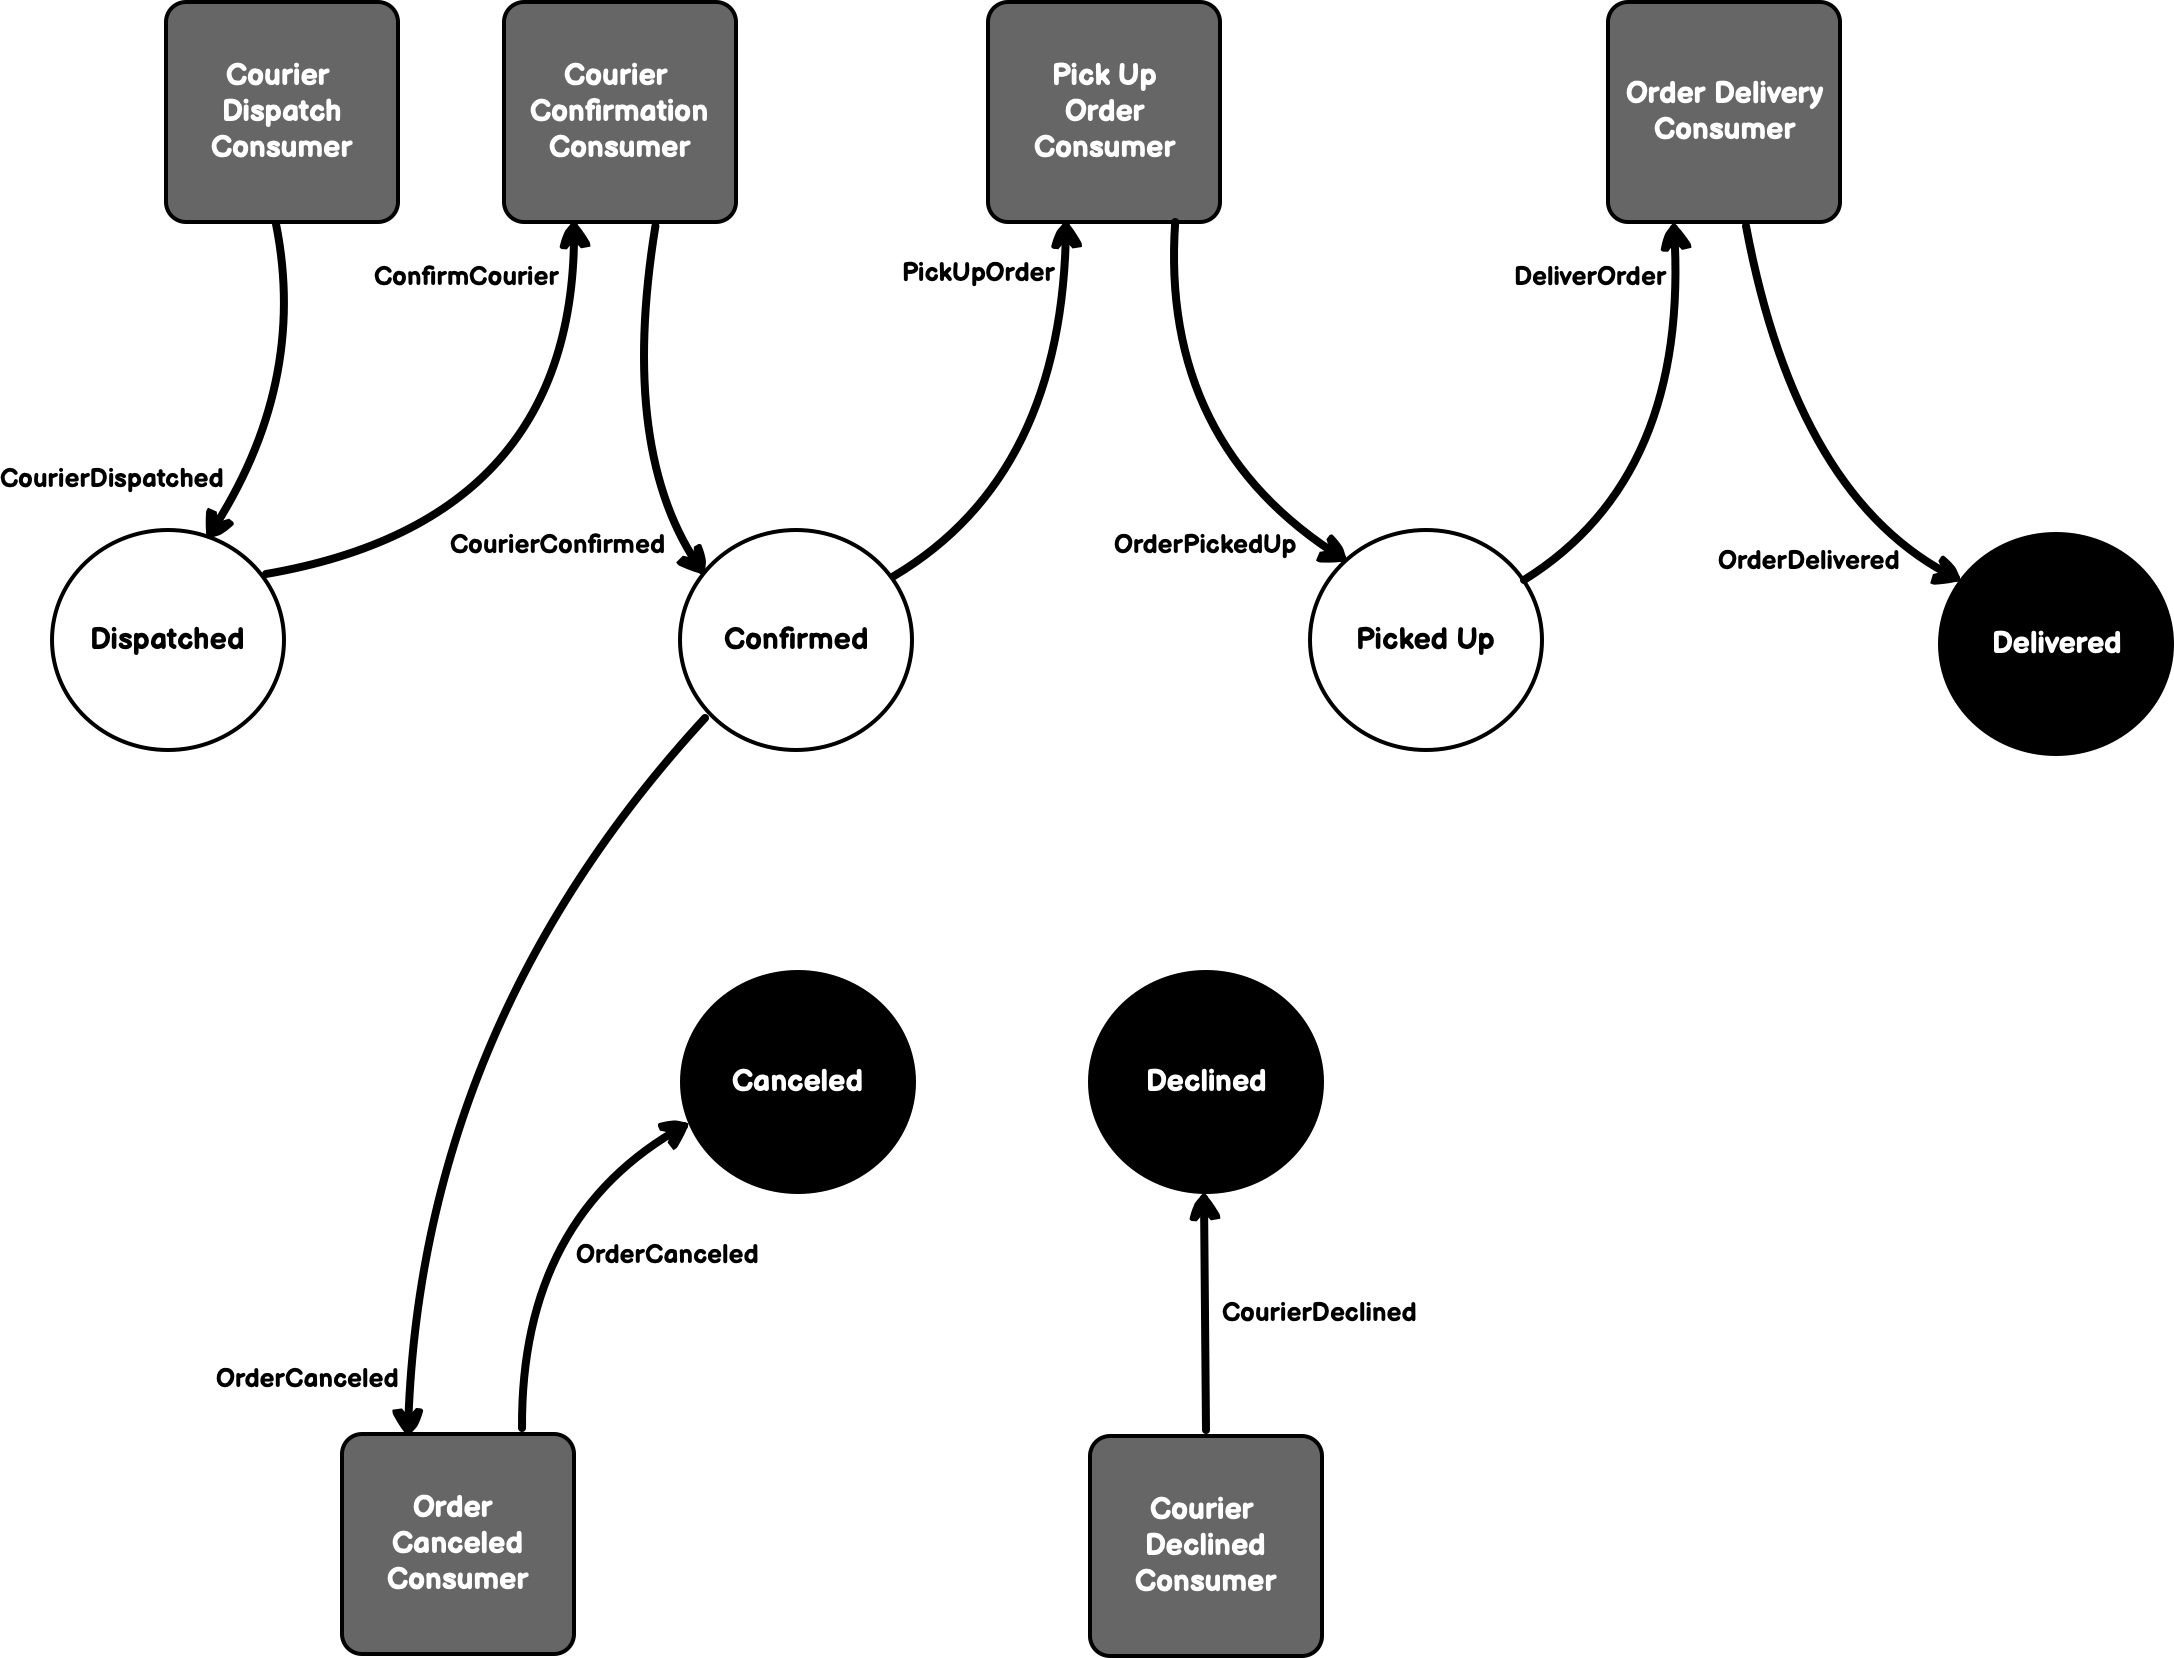 Courier
Dispatch
Consumer
Courier
Confirmation
Consumer
Pick Up
Order
Consumer
Order Delivery
Consumer
ConfirmCourier
PickUpOrder
DeliverOrder
CourierDispatched
CourierConfirmed
OrderPickedUp
OrderDelivered
Dispatched
Confirmed
Picked Up
Delivered
Canceled
Declined
OrderCanceled
CourierDeclined
OrderCanceled
Order
Canceled
Consumer
Courier
Declined
Consumer